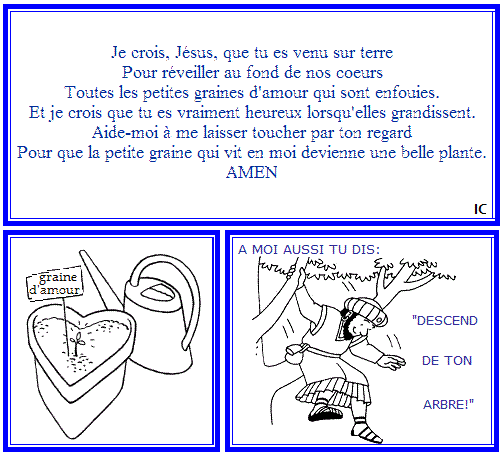 Je crois, Jésus, que tu es venu sur terre
Pour réveiller au fond de nos coeurs
Toutes les petites graines d'amour qui sont enfouies.
Et je crois que tu es vraiment heureux lorsqu'elles grandissent.
Aide-moi à me laisser toucher par ton regard
Pour que la petite graine qui vit en moi devienne une belle plante.
AMEN
IC
graine
d'amour
A MOI AUSSI TU DIS:
"DESCEND
DE TON
ARBRE!"